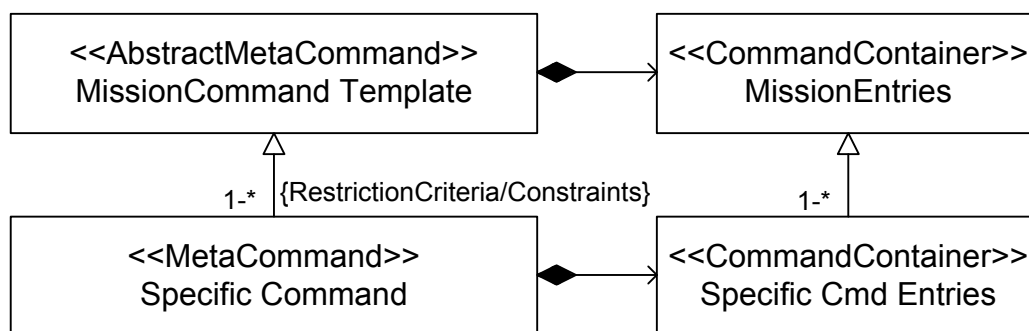 <<AbstractMetaCommand>>
MissionCommand Template
<<CommandContainer>>
MissionEntries
1-*
{RestrictionCriteria/Constraints}
1-*
<<MetaCommand>>
Specific Command
<<CommandContainer>>
Specific Cmd Entries